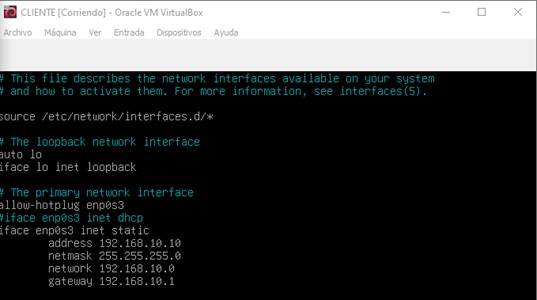 CLIENTE [Corriendo] - Oracle VM VirtualBox
Archivo Máquina Ver Entrada Dispositivos Ayuda
# This file describes the network interfaces available on your system
# and how to activate them. For more information, see interfaces(5).
source /etc/network/interfaces.d/*
# The loopback network interface
auto lo
iface lo inet loopback
# The primary network interface
allow-hotplug enp0s3
#iface enp0s3 inet dhcp
iface enp0s3 inet static
address 192.168.10.10
netmask 255.255.255.0
network 192.168.10.0
gateway 192.168.10.1